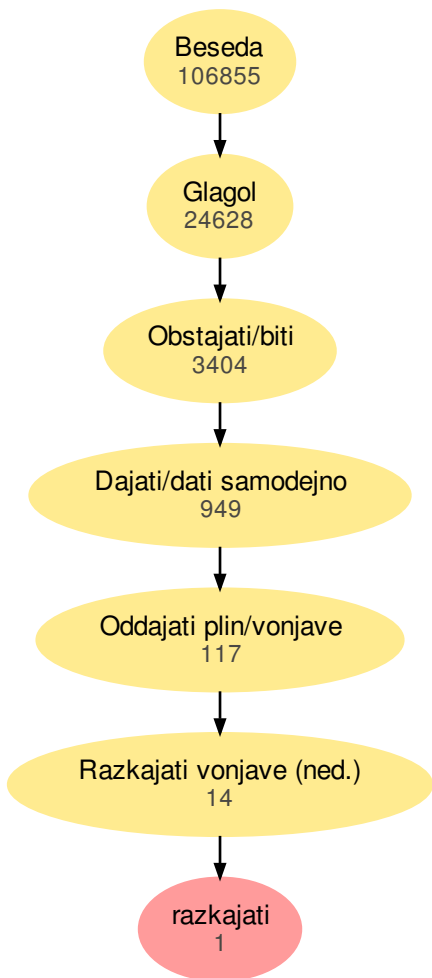 Beseda
106855
Glagol
24628
Obstajati/biti
3404
Dajati/dati samodejno
949
Oddajati plin/vonjave
117
Razkajati vonjave (ned.)
14
razkajati
1